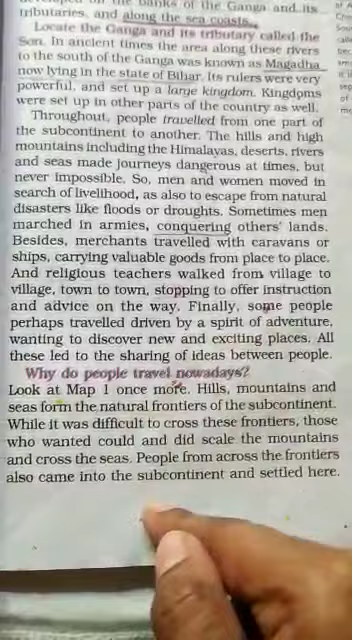 developed on the banks of the Ganga and its
tributaries, and along the sea coasts.
Locate the Ganga and its tributary called the
Son. In ancient times the area along these rivers
to the south of the Ganga was known as Magadha
now lying in the state of Bihar. Its rulers were very
powerful, and set up a large kingdom. Kingdoms
were set up in other parts of the country as well.
Throughout, people travelled from one part of
the subcontinent to another. The hills and high
mountains including the Himalayas, deserts, rivers
and seas made journeys dangerous at times, but
never impossible. So, men and women moved in
search of livelihood, as also to escape from natural
disasters like floods or droughts. Sometimes men
marched in armies, conquering others' lands.
Besides, merchants travelled with caravans or
ships, carrying valuable goods from place to place.
And religious teachers walked from village to
village, town to town, stopping to offer instruction
and advice on the way. Finally, some people
perhaps travelled driven by a spirit of adventure,
wanting to discover new and exciting places. All
these led to the sharing of ideas between people.
Why do people travel nowadays?
Look at Map 1 once more. Hills, mountains and
seas form the natural frontiers of the subcontinent.
While it was difficult to cross these frontiers, those
who wanted could and did scale the mountains
and cross the seas. People from across the frontiers
also came into the subcontinent and settled here.